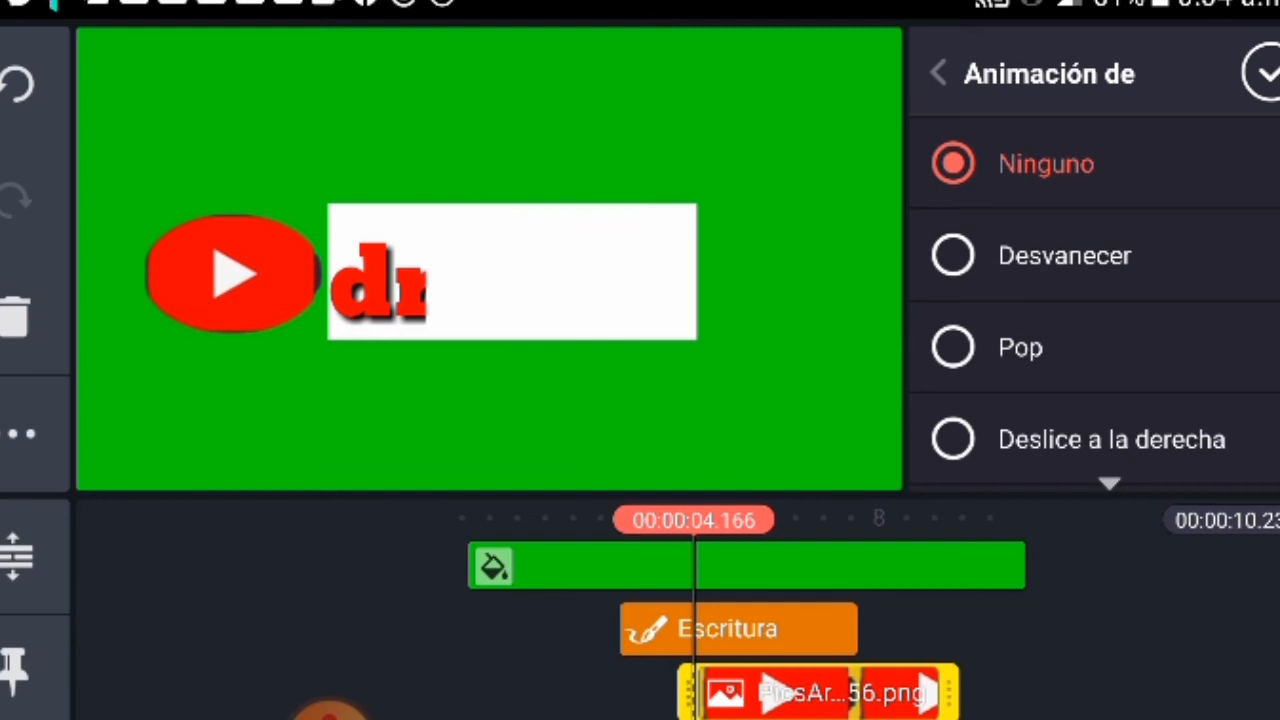 Animación de
Ninguno
Desvanecer
Pop
Deslice a la derecha
dr
00:00:04.166
8
00:00:10.23
Escritura
PicsAr...56.png